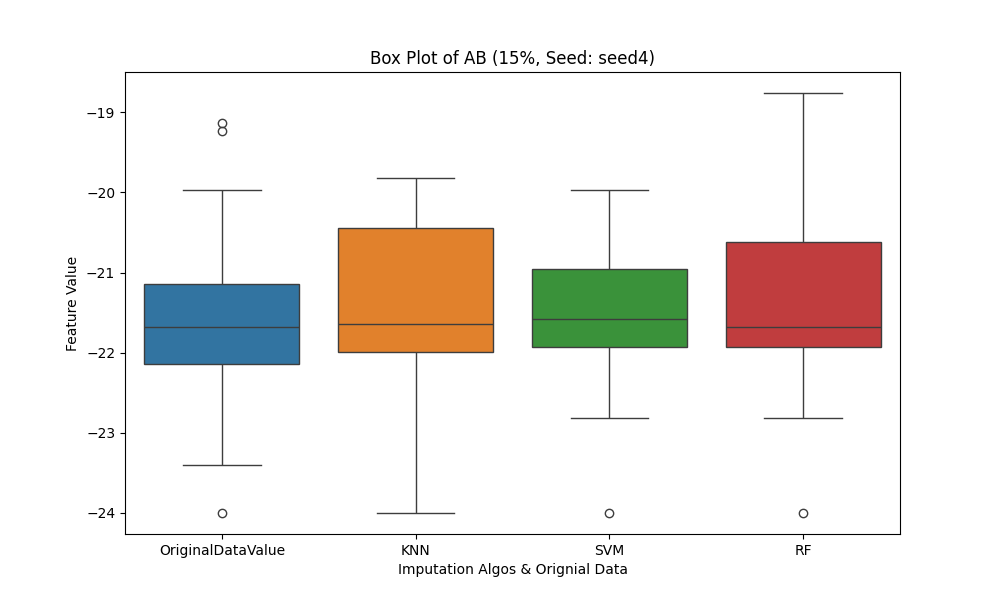 Box Plot of AB (15%, Seed: seed4)
−19
−20
−21
−22
−23
−24
Feature Value
OriginalDataValue
KNN
SVM
RF
Imputation Algos & Orignial Data